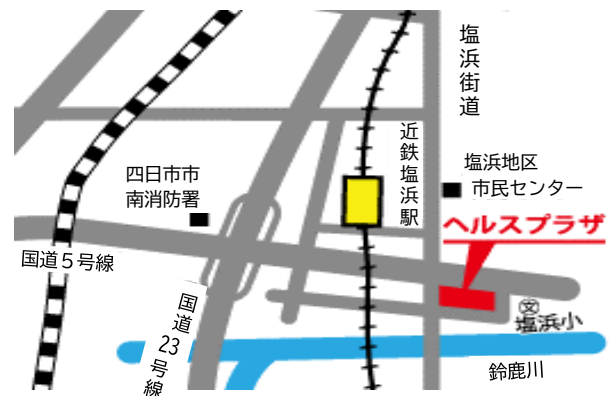 塩浜街道
近鉄塩浜駅
塩浜地区
市民センター
四日市市
南消防署
ヘルスプラザ
国道5号線
国道23号線
文
塩浜小
鈴鹿川